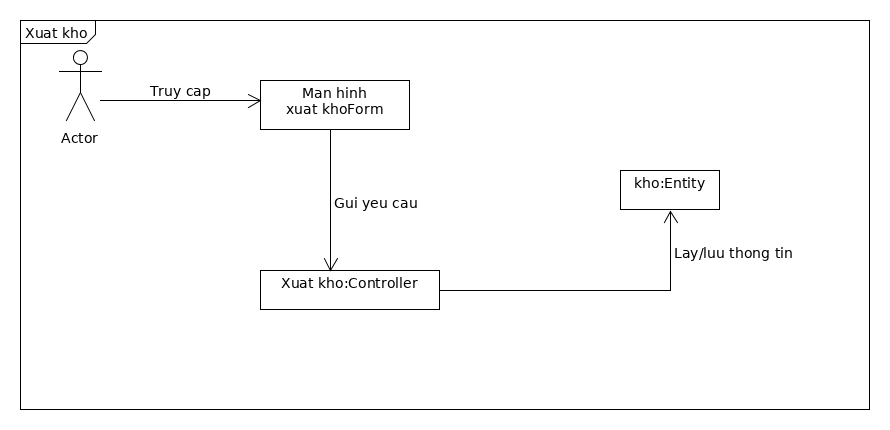 Xuat kho
Truy cap
Man hinh
xuat khoForm
Actor
kho:Entity
Gui yeu cau
Lay/luu thong tin
Xuat kho:Controller